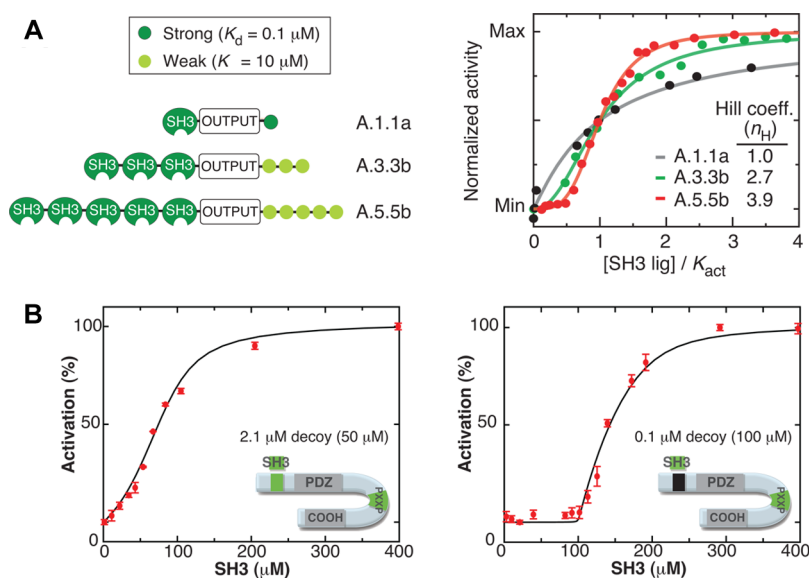 A
Strong (Kd = 0.1 μM)
Weak (K = 10 μM)
SH3 OUTPUT A.1.1a
SH3 SH3 SH3 OUTPUT A.3.3b
SH3 SH3 SH3 SH3 SH3 OUTPUT A.5.5b
Normalized activity
Max
Min
Hill coeff.
(nH)
A.1.1a 1.0
A.3.3b 2.7
A.5.5b 3.9
0 1 2 3 4
[SH3 lig] / Kact
B
Activation (%)
100
50
0
2.1 μM decoy (50 μM)
SH3
PDZ
PXXP
COOH
0 100 200 300 400
SH3 (μM)
Activation (%)
100
50
0
0.1 μM decoy (100 μM)
SH3
PDZ
PXXP
COOH
0 100 200 300 400
SH3 (μM)